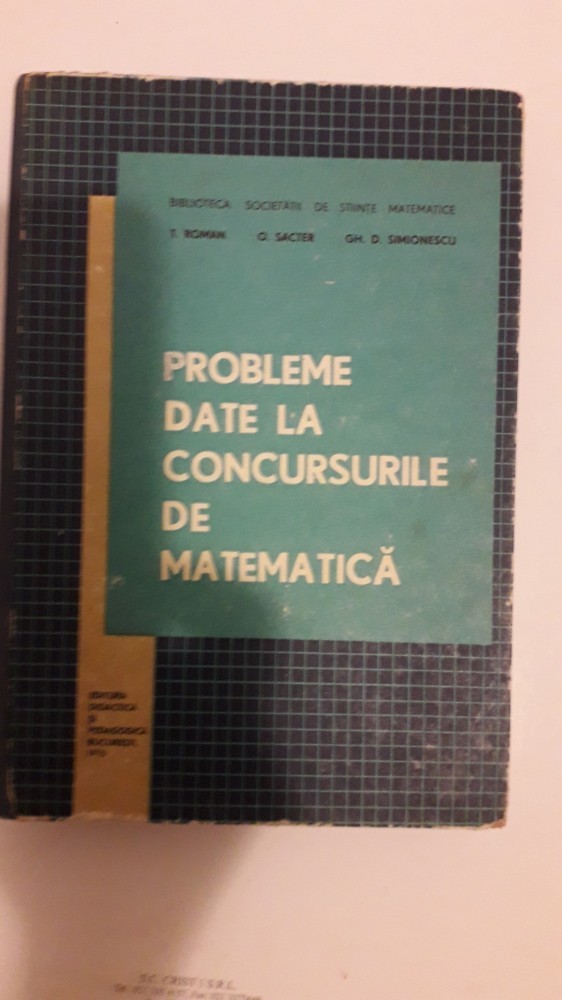 BIBLIOTECA SOCIETĂȚII DE ȘTIINȚE MATEMATICE
T. ROMAN O. SACTER GH. D. SIMIONESCU
PROBLEME
DATE LA
CONCURSURILE
DE
MATEMATICĂ
EDITURA
DIDACTICĂ
ȘI
PEDAGOGICĂ
BUCUREȘTI,
S.C. CRISTI S.R.L.